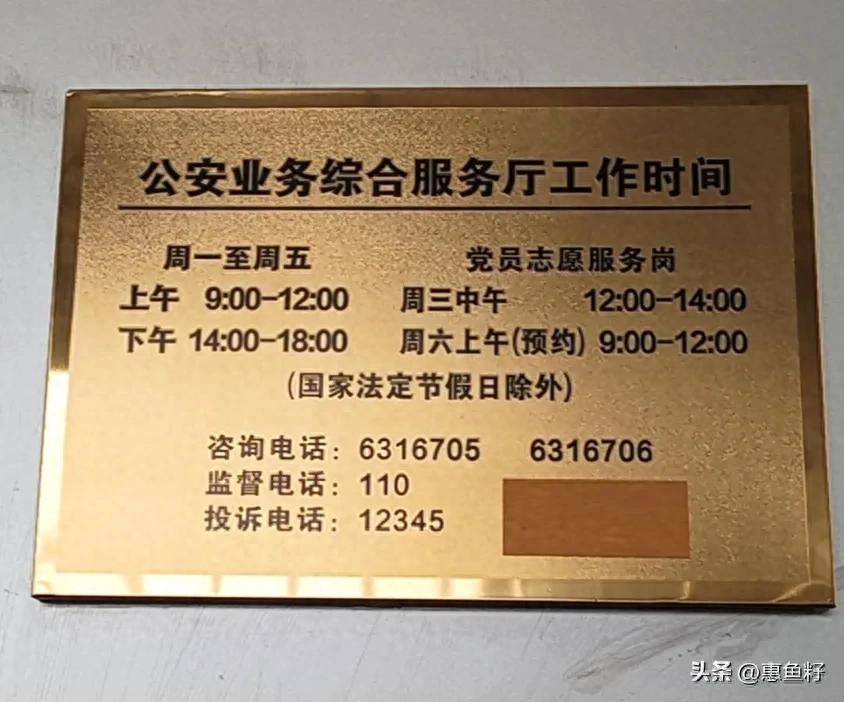 公安业务综合服务厅工作时间
周一至周五
上午 9:00-12:00
下午 14:00-18:00
党员志愿服务岗
周三中午 12:00-14:00
周六上午(预约) 9:00-12:00
(国家法定节假日除外)
咨询电话：6316705 6316706
监督电话：110
投诉电话：12345
头条 @惠鱼籽